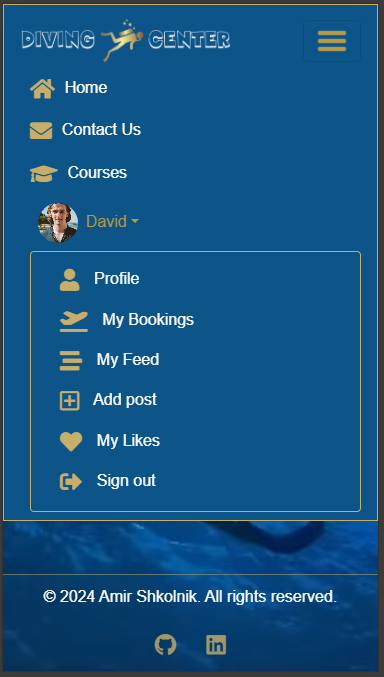 DIVING CENTER
Home
Contact Us
Courses
David
Profile
My Bookings
My Feed
Add post
My Likes
Sign out
© 2024 Amir Shkolnik. All rights reserved.